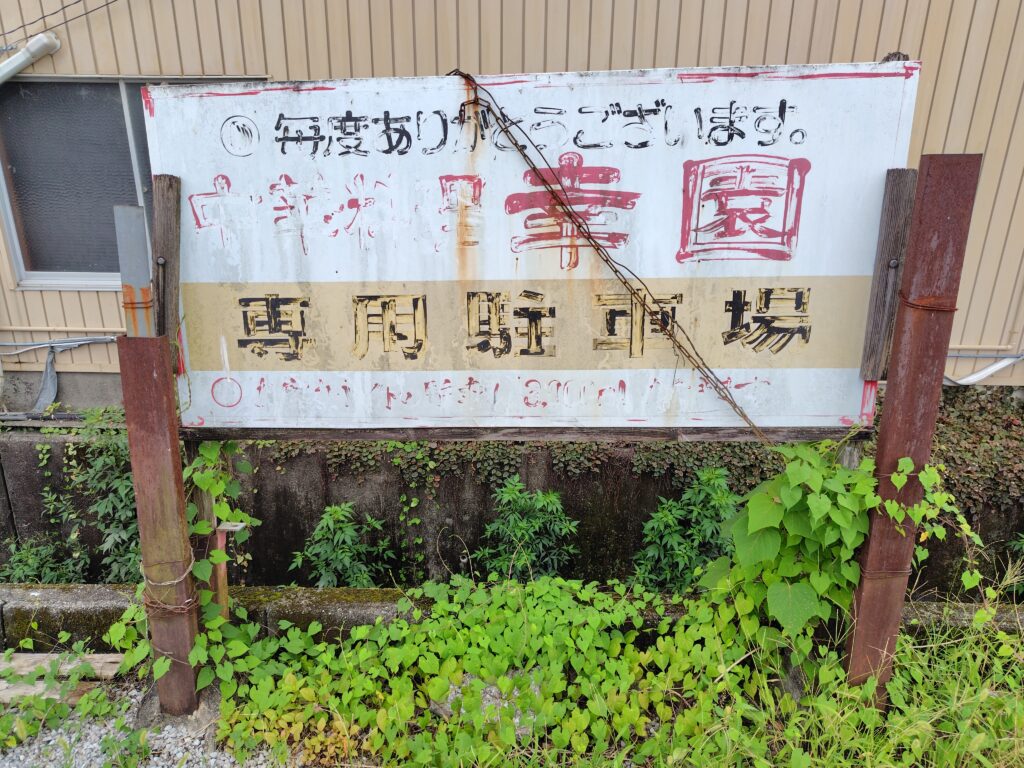 毎度ありがとうございます。
中華料理 幸園
専用駐車場